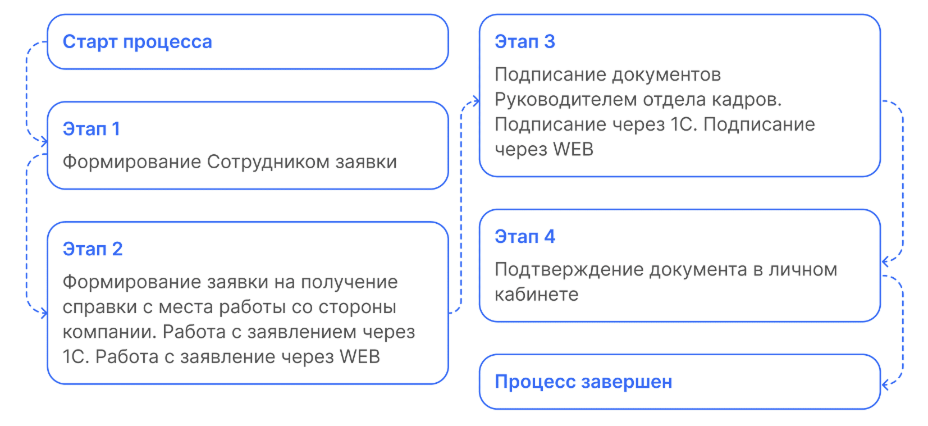 Старт процесса
Этап 1
Формирование Сотрудником заявки
Этап 2
Формирование заявки на получение
справки с места работы со стороны
компании. Работа с заявлением через
1С. Работа с заявление через WEB
Этап 3
Подписание документов
Руководителем отдела кадров.
Подписание через 1С. Подписание
через WEB
Этап 4
Подтверждение документа в личном
кабинете
Процесс завершен